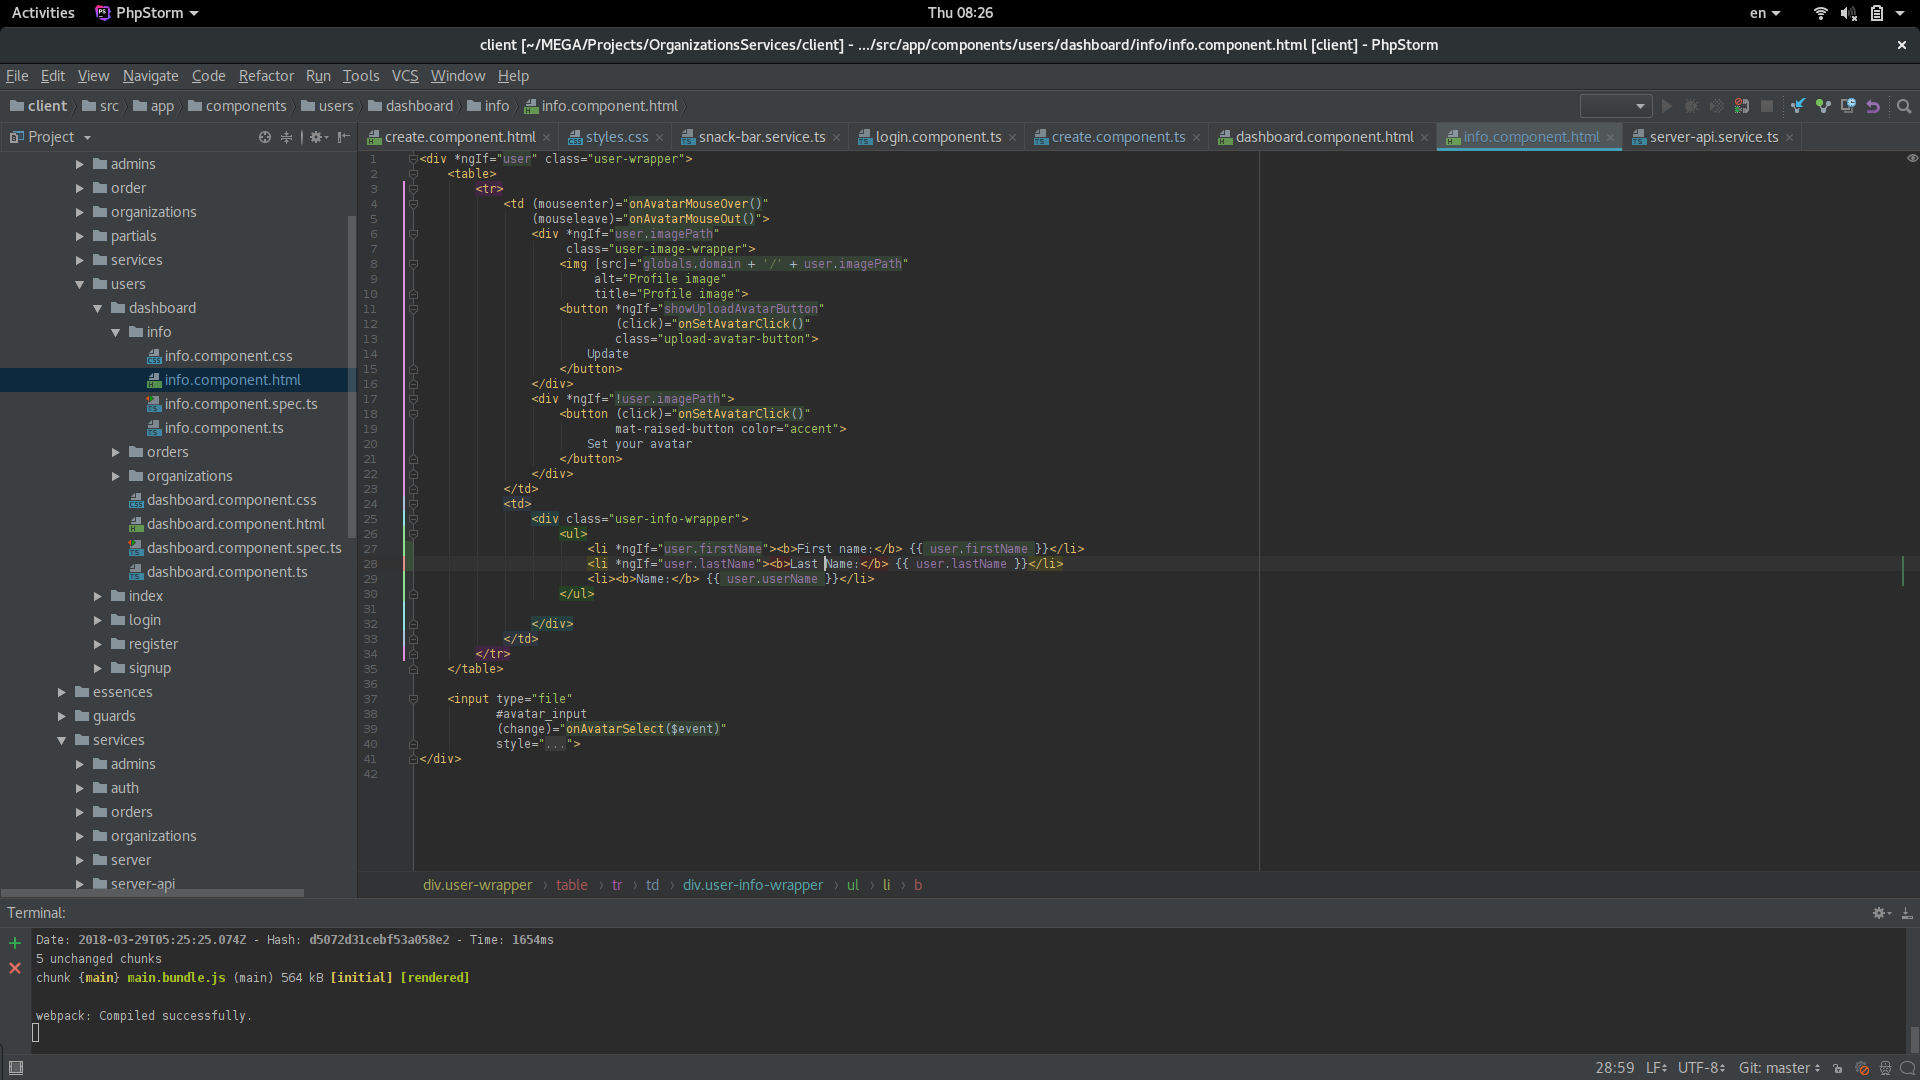 Activities PhpStorm Thu 08:26 en
client [~/MEGA/Projects/OrganizationsServices/client] - .../src/app/components/users/dashboard/info/info.component.html [client] - PhpStorm
File Edit View Navigate Code Refactor Run Tools VCS Window Help
client src app components users dashboard info info.component.html
Project
create.component.html styles.css snack-bar.service.ts login.component.ts create.component.ts dashboard.component.html info.component.html server-api.service.ts
admins
order
organizations
partials
services
users
dashboard
info
info.component.css
info.component.html
info.component.spec.ts
info.component.ts
orders
organizations
dashboard.component.css
dashboard.component.html
dashboard.component.spec.ts
dashboard.component.ts
index
login
register
signup
essences
guards
services
admins
auth
orders
organizations
server
server-api
1 <div *ngIf="user" class="user-wrapper">
2 <table>
3 <tr>
4 <td (mouseenter)="onAvatarMouseOver()"
5 (mouseleave)="onAvatarMouseOut()">
6 <div *ngIf="user.imagePath"
7 class="user-image-wrapper">
8 <img [src]="globals.domain + '/' + user.imagePath"
9 alt="Profile image"
10 title="Profile image">
11 <button *ngIf="showUploadAvatarButton"
12 (click)="onSetAvatarClick()"
13 class="upload-avatar-button">
14 Update
15 </button>
16 </div>
17 <div *ngIf="!user.imagePath">
18 <button (click)="onSetAvatarClick()"
19 mat-raised-button color="accent">
20 Set your avatar
21 </button>
22 </div>
23 </td>
24 <td>
25 <div class="user-info-wrapper">
26 <ul>
27 <li *ngIf="user.firstName"><b>First name:</b> {{ user.firstName }}</li>
28 <li *ngIf="user.lastName"><b>Last Name:</b> {{ user.lastName }}</li>
29 <li><b>Name:</b> {{ user.userName }}</li>
30 </ul>
31
32 </div>
33 </td>
34 </tr>
35 </table>
36
37 <input type="file"
38 #avatar_input
39 (change)="onAvatarSelect($event)"
40 style="...">
41 </div>
42
div.user-wrapper › table › tr › td › div.user-info-wrapper › ul › li › b
Terminal:
Date: 2018-03-29T05:25:25.074Z - Hash: d5072d31cebf53a058e2 - Time: 1654ms
5 unchanged chunks
chunk {main} main.bundle.js (main) 564 kB [initial] [rendered]
webpack: Compiled successfully.
28:59 LF UTF-8 Git: master